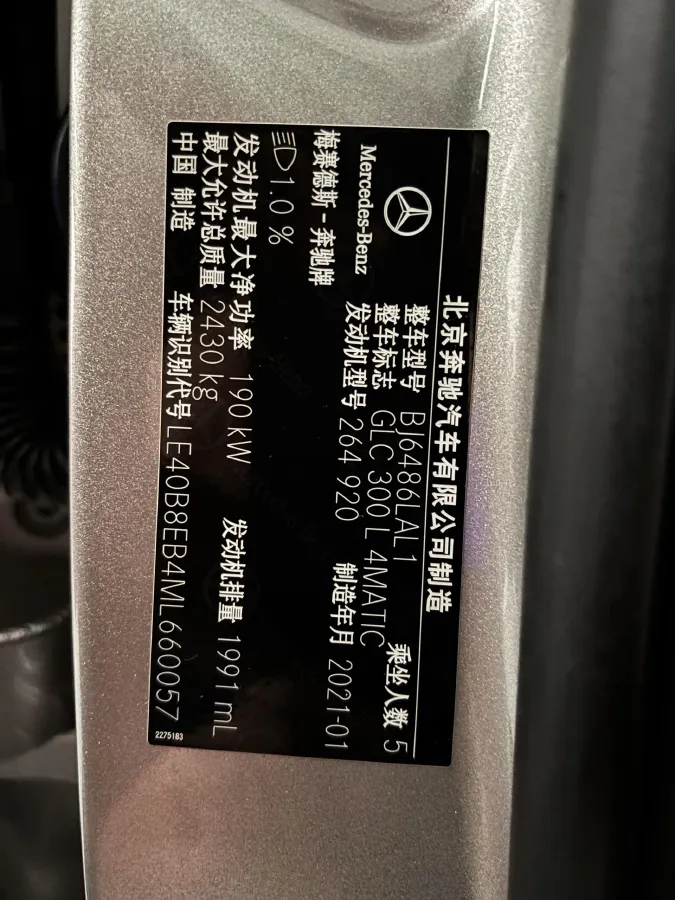 北京奔驰汽车有限公司制造
Mercedes-Benz
梅赛德斯-奔驰牌
整车型号 BJ6486LAL1
乘坐人数 5
整车标志 GLC 300 L 4MATIC
发动机型号 264 920
制造年月 2021-01
1.0 %
发动机最大净功率 190 kW
发动机排量 1991 mL
最大允许总质量 2430 kg
中国 制造
车辆识别代号 LE40B8EB4ML660057
2275183